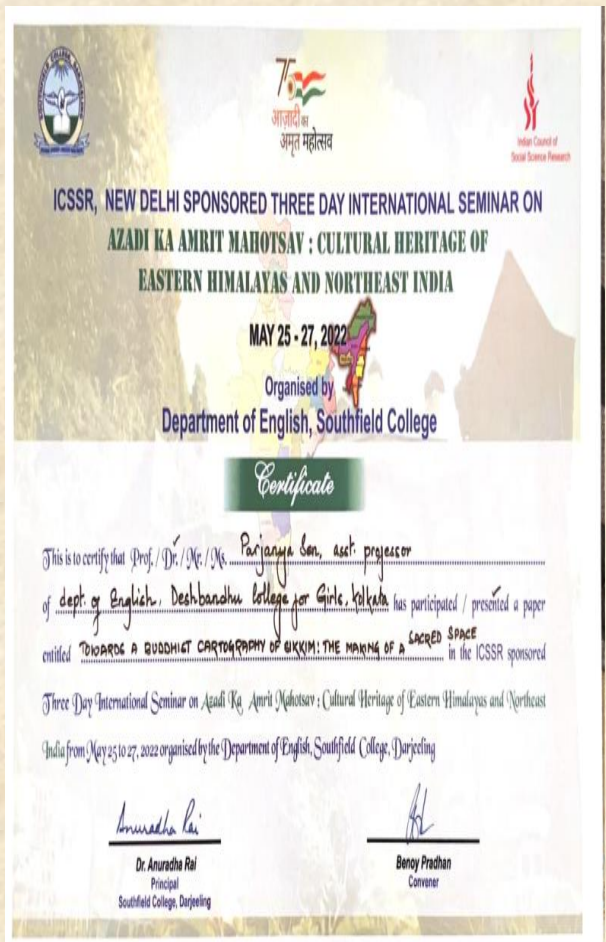 SOUTHFIELD COLLEGE, DARJEELING
75
आज़ादी का
अमृत महोत्सव
Indian Council of
Social Science Research
ICSSR, NEW DELHI SPONSORED THREE DAY INTERNATIONAL SEMINAR ON
AZADI KA AMRIT MAHOTSAV : CULTURAL HERITAGE OF
EASTERN HIMALAYAS AND NORTHEAST INDIA
MAY 25 - 27, 2022
Organised by
Department of English, Southfield College
Certificate
This is to certify that Prof. / Dr. / Mr. / Ms. Parjanya Sen, asst. professor
of dept. of English, Deshbandhu College for Girls, Kolkata has participated / presented a paper
entitled TOWARDS A BUDDHIST CARTOGRAPHY OF SIKKIM: THE MAKING OF A SACRED SPACE in the ICSSR sponsored
Three Day International Seminar on Azadi Ka Amrit Mahotsav : Cultural Heritage of Eastern Himalayas and Northeast
India from May 25 to 27, 2022 organised by the Department of English, Southfield College, Darjeeling
Anuradha Rai
Dr. Anuradha Rai
Principal
Southfield College, Darjeeling
Benoy Pradhan
Convener